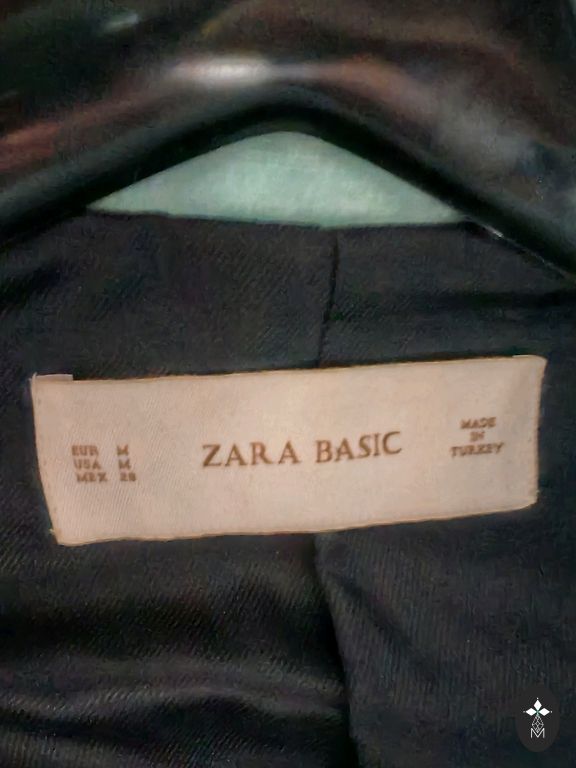 EUR M
USA M
MEX 28
ZARA BASIC
MADE
IN
TURKEY
M